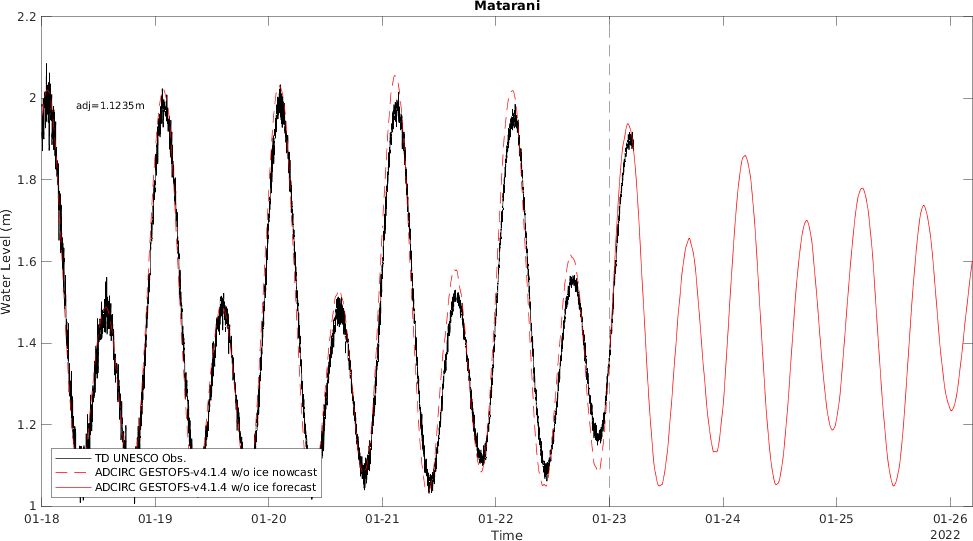 Matarani
2.2
2
1.8
1.6
1.4
1.2
1
Water Level (m)
adj=1.1235m
TD UNESCO Obs.
ADCIRC GESTOFS-v4.1.4 w/o ice nowcast
ADCIRC GESTOFS-v4.1.4 w/o ice forecast
01-18 01-19 01-20 01-21 01-22 01-23 01-24 01-25 01-26
Time 2022